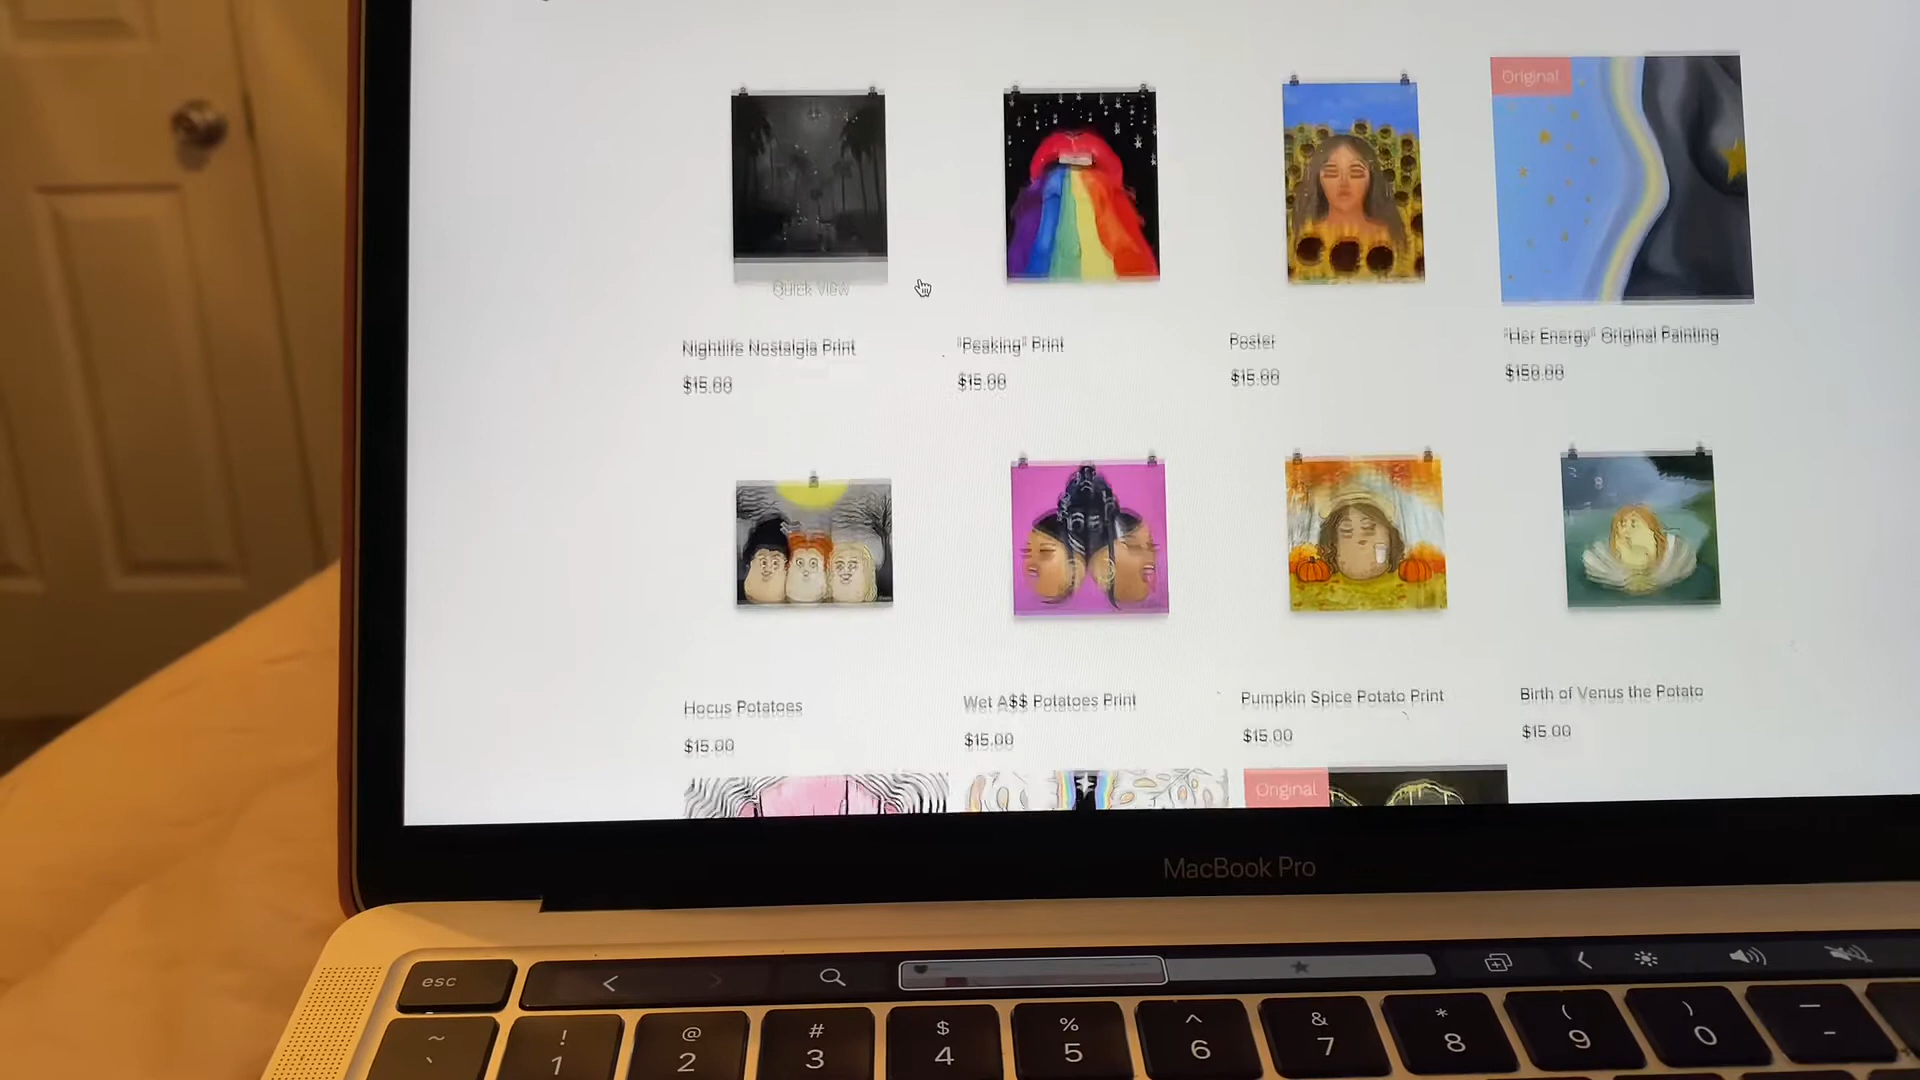 Original
Quick View
Nightlife Nostalgia Print
"Peaking" Print
Poster
"Her Energy" Original Painting
$15.00
$15.00
$15.00
$150.00
Hocus Potatoes
Wet A$$ Potatoes Print
Pumpkin Spice Potato Print
Birth of Venus the Potato
$15.00
$15.00
$15.00
$15.00
Original
MacBook Pro
esc
~ ! @ # $ % ^ & * ( ) —
` 1 2 3 4 5 6 7 8 9 0 -